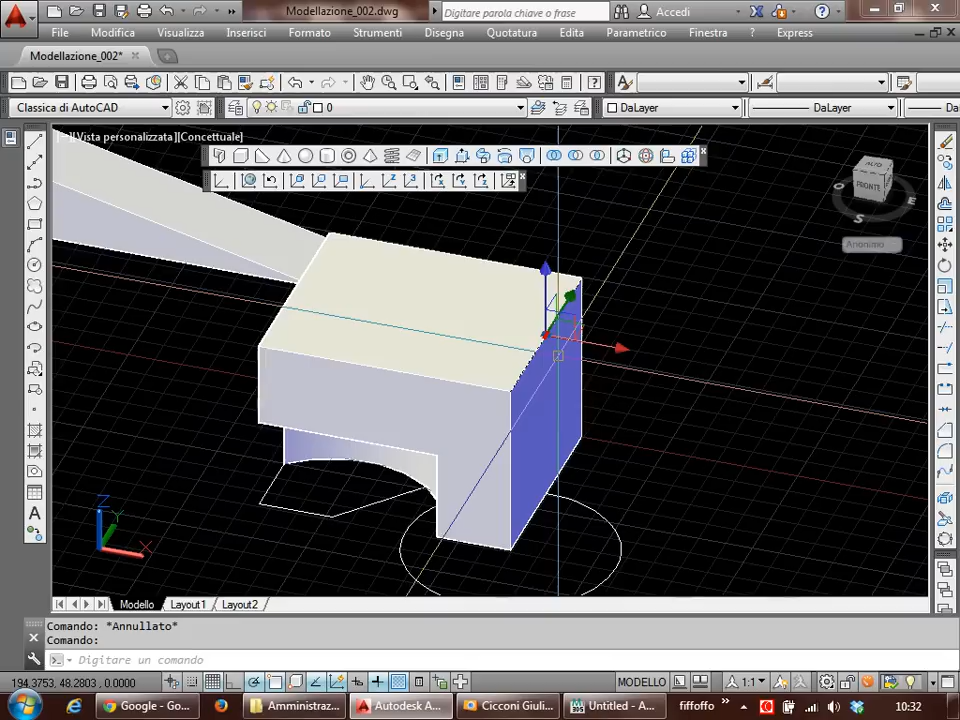 Modellazione_002.dwg
Digitare parola chiave o frase
Accedi
File Modifica Visualizza Inserisci Formato Strumenti Disegna Quotatura Edita Parametrico Finestra ? Express
Modellazione_002*
Classica di AutoCAD
0
DaLayer
DaLayer
[−][Vista personalizzata][Concettuale]
ALTO
FRONTE
O
E
S
Anonimo
Z
Y
X
Modello Layout1 Layout2
Comando: *Annullato*
Comando:
Digitare un comando
194.3753, 48.2803, 0.0000
MODELLO
1:1
Google - Go...
Amministraz...
Autodesk A...
Cicconi Giuli...
Untitled - A...
fiffoffo
10:32